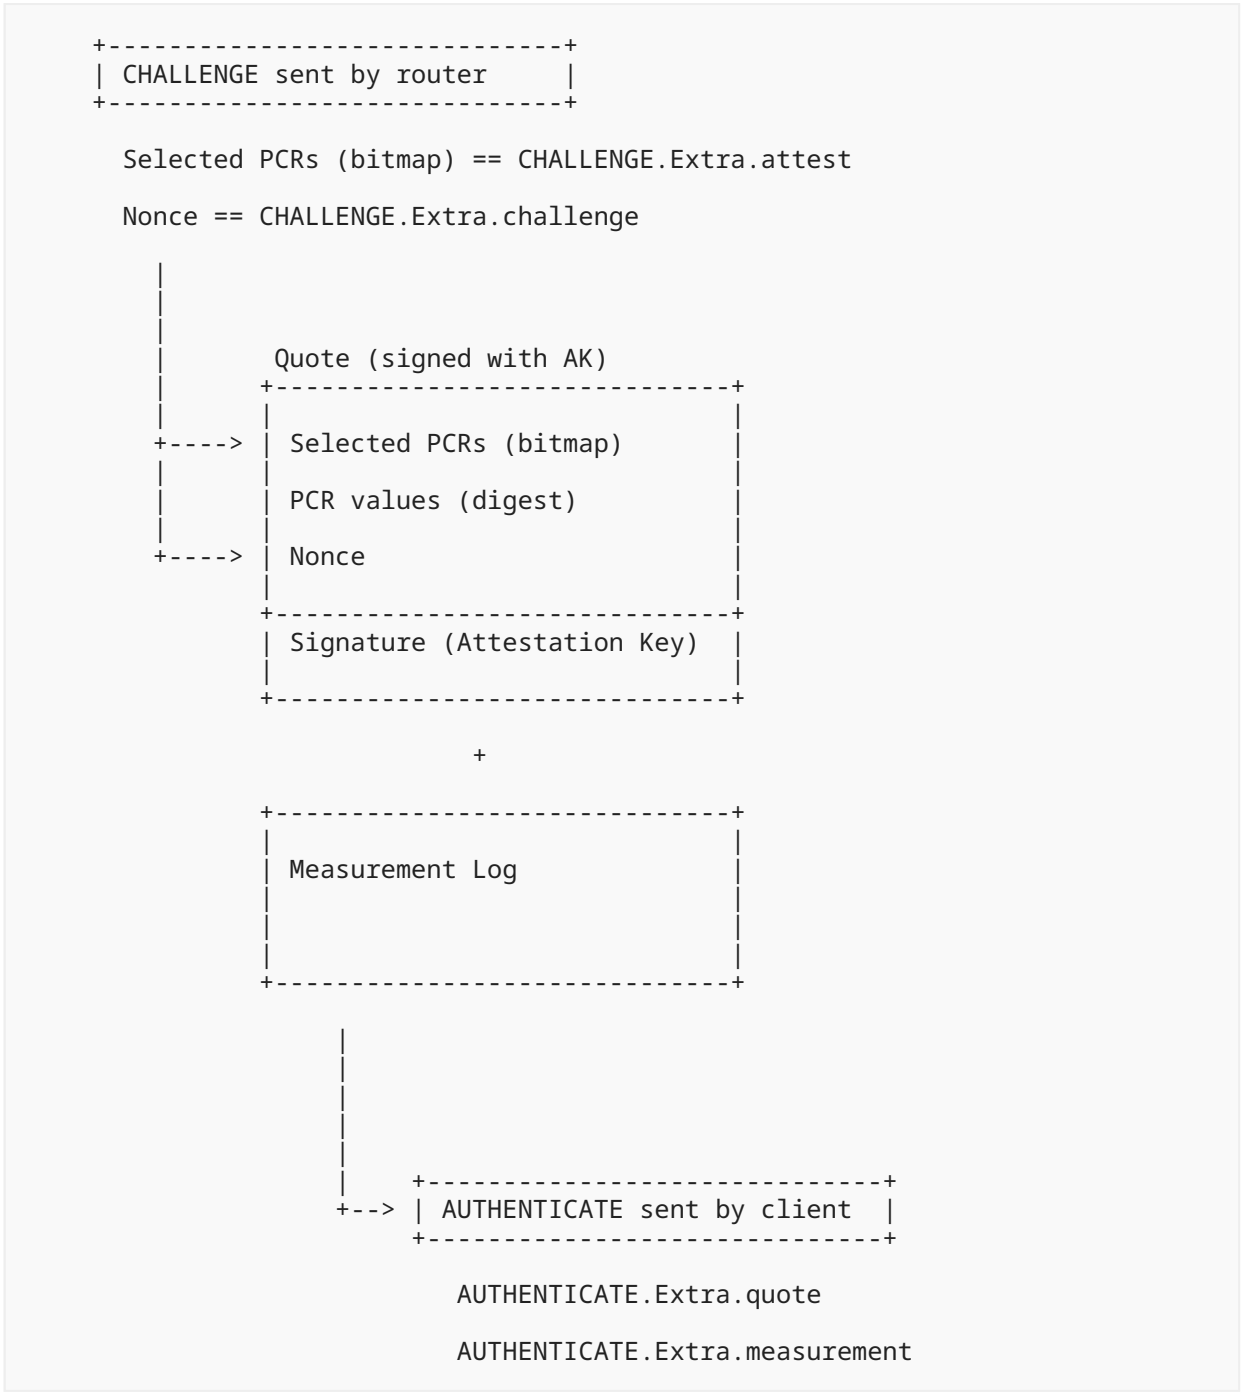 +------------------------------+
| CHALLENGE sent by router     |
+------------------------------+
Selected PCRs (bitmap) == CHALLENGE.Extra.attest
Nonce == CHALLENGE.Extra.challenge
|
|
|
|       Quote (signed with AK)
|      +------------------------------+
|      |                              |
+----> | Selected PCRs (bitmap)       |
|      |                              |
|      | PCR values (digest)          |
|      |                              |
+----> | Nonce                        |
       |                              |
       +------------------------------+
       | Signature (Attestation Key)  |
       |                              |
       +------------------------------+
                     +
       +------------------------------+
       |                              |
       | Measurement Log              |
       |                              |
       |                              |
       |                              |
       +------------------------------+
            |
            |
            |
            |
            |
            |    +------------------------------+
            +--> | AUTHENTICATE sent by client  |
                 +------------------------------+
                    AUTHENTICATE.Extra.quote
                    AUTHENTICATE.Extra.measurement